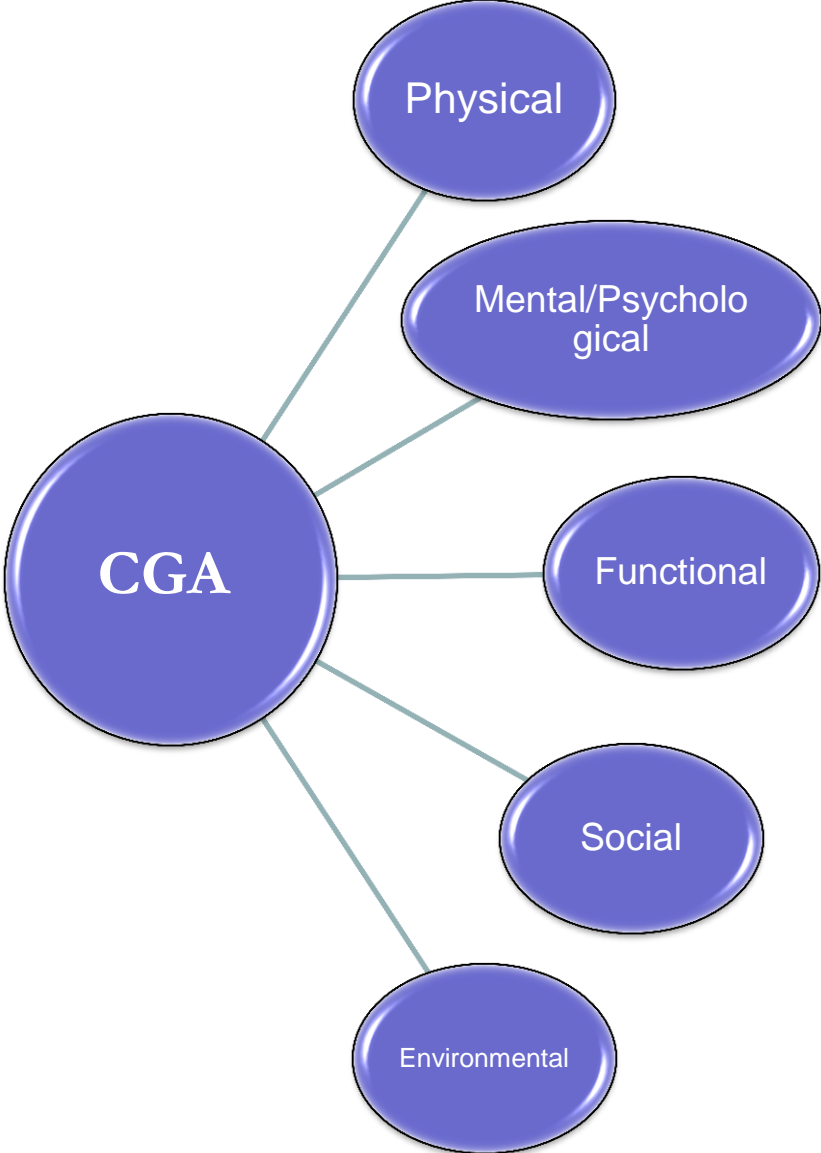 Physical
Mental/Psycholo
gical
CGA
Functional
Social
Environmental